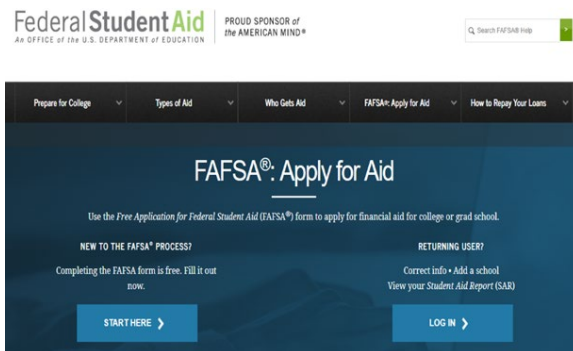 Federal Student Aid
An OFFICE of the U.S. DEPARTMENT of EDUCATION
PROUD SPONSOR of
the AMERICAN MIND®
Search FAFSA® Help
Prepare for College
Types of Aid
Who Gets Aid
FAFSA®: Apply for Aid
How to Repay Your Loans
FAFSA®: Apply for Aid
Use the Free Application for Federal Student Aid (FAFSA®) form to apply for financial aid for college or grad school.
NEW TO THE FAFSA® PROCESS?
Completing the FAFSA form is free. Fill it out
now.
START HERE
RETURNING USER?
Correct info • Add a school
View your Student Aid Report (SAR)
LOG IN